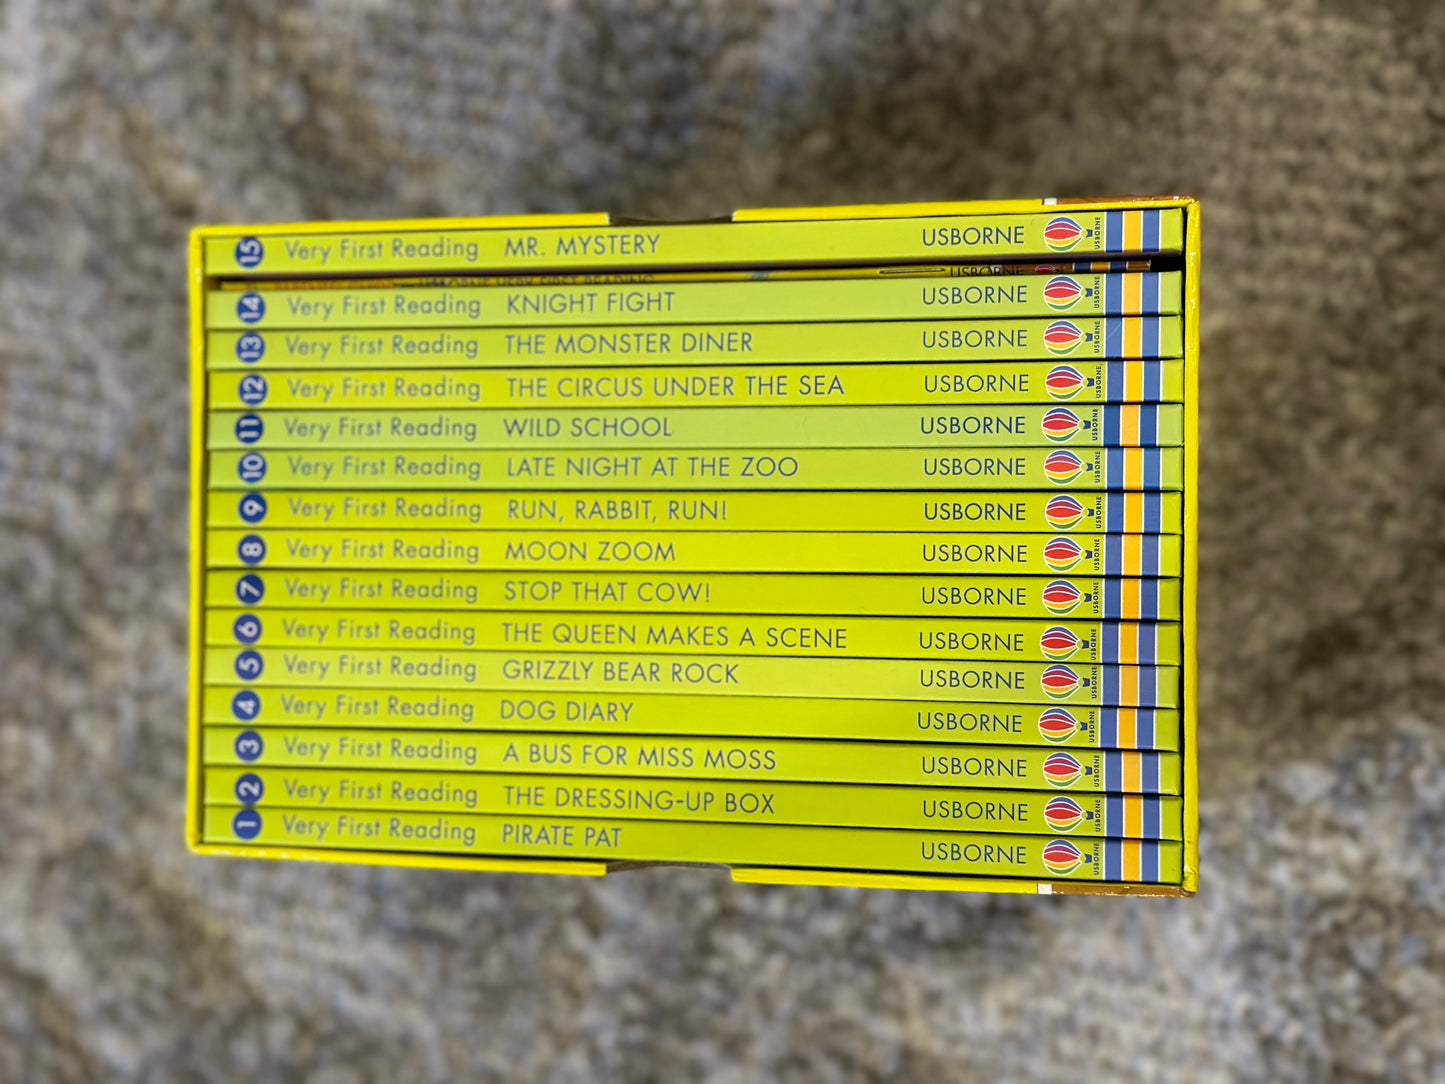 15 Very First Reading MR. MYSTERY USBORNE USBORNE
USBORNE
14 Very First Reading KNIGHT FIGHT USBORNE USBORNE
13 Very First Reading THE MONSTER DINER USBORNE USBORNE
12 Very First Reading THE CIRCUS UNDER THE SEA USBORNE USBORNE
11 Very First Reading WILD SCHOOL USBORNE USBORNE
10 Very First Reading LATE NIGHT AT THE ZOO USBORNE USBORNE
9 Very First Reading RUN, RABBIT, RUN! USBORNE USBORNE
8 Very First Reading MOON ZOOM USBORNE USBORNE
7 Very First Reading STOP THAT COW! USBORNE USBORNE
6 Very First Reading THE QUEEN MAKES A SCENE USBORNE USBORNE
5 Very First Reading GRIZZLY BEAR ROCK USBORNE USBORNE
4 Very First Reading DOG DIARY USBORNE USBORNE
3 Very First Reading A BUS FOR MISS MOSS USBORNE USBORNE
2 Very First Reading THE DRESSING-UP BOX USBORNE USBORNE
1 Very First Reading PIRATE PAT USBORNE USBORNE